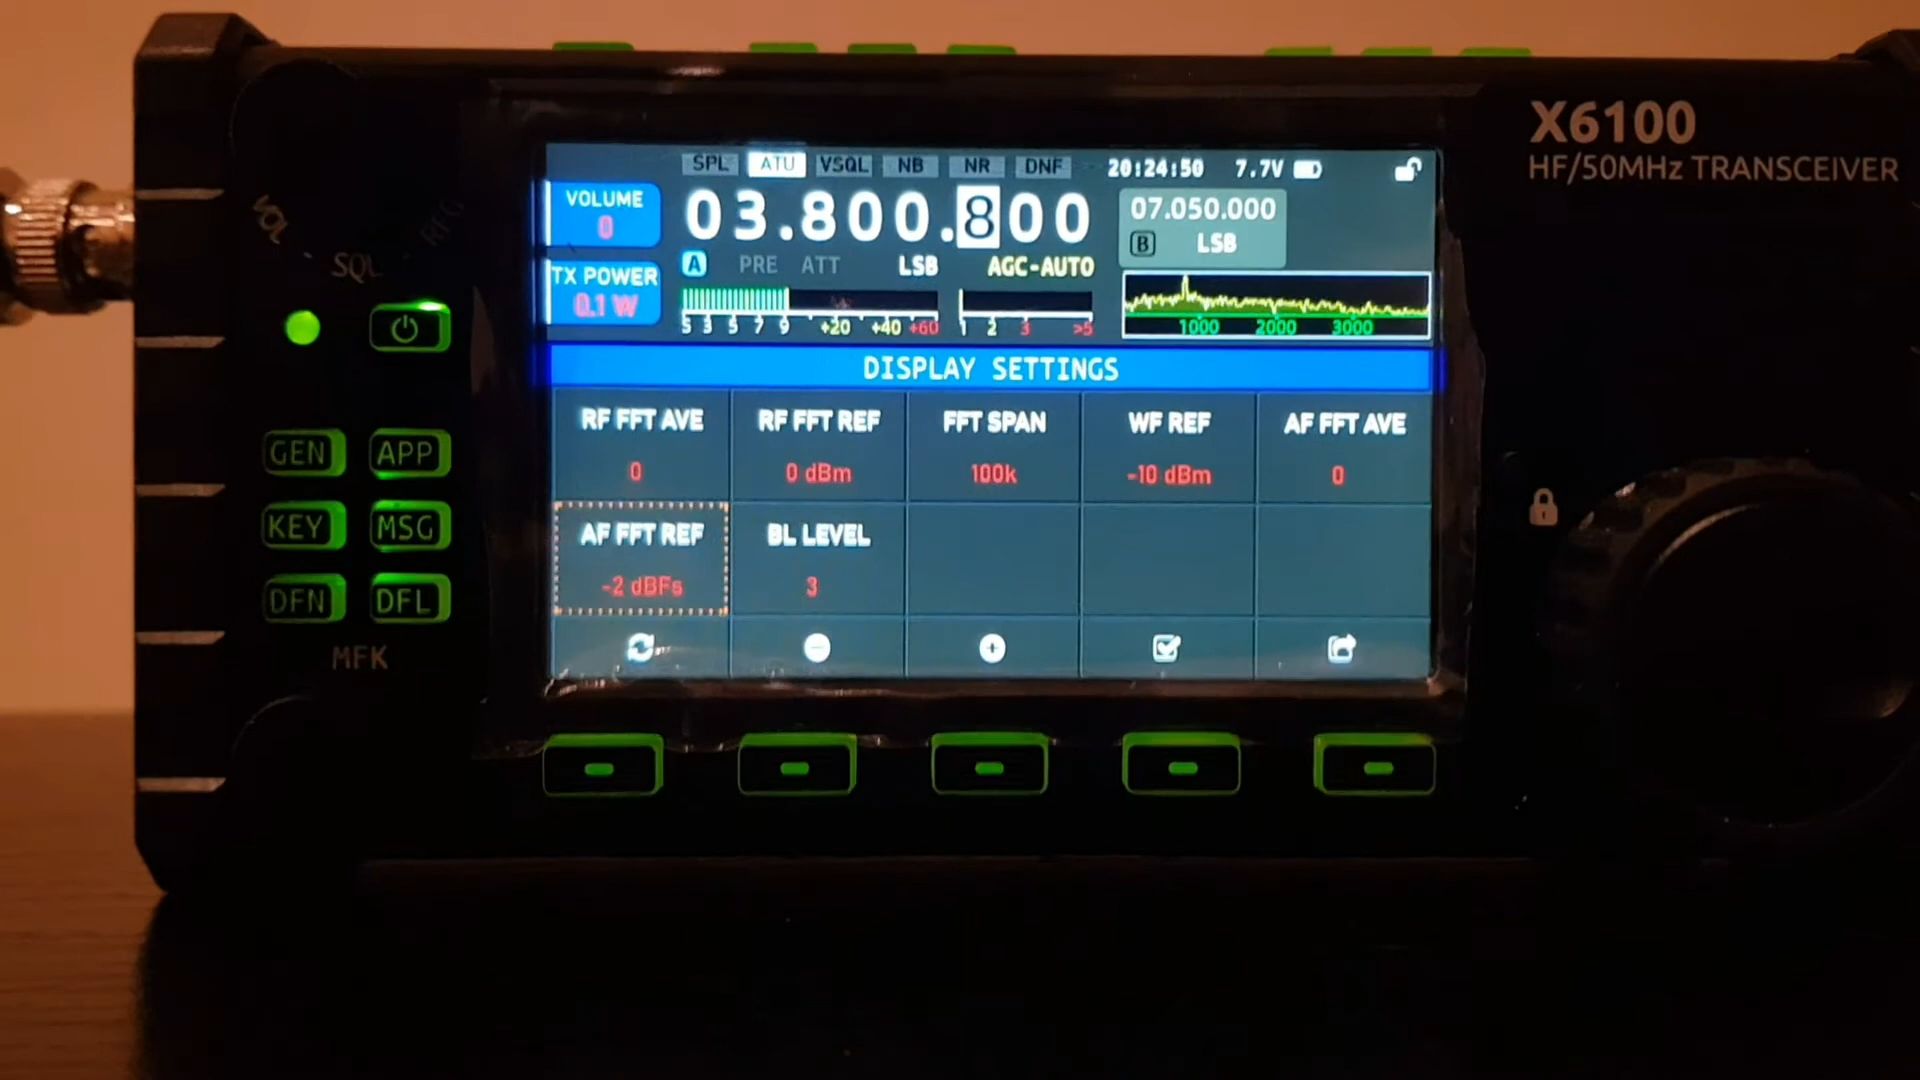 X6100
HF/50MHz TRANSCEIVER
SPL ATU VSQL NB NR DNF 20:24:50 7.7V
VOLUME
0
03.800.800
07.050.000
B LSB
TX POWER
0.1 W
A PRE ATT LSB AGC-AUTO
S 3 5 7 9 +20 +40 +60 1 2 3 >5
1000 2000 3000
DISPLAY SETTINGS
RF FFT AVE RF FFT REF FFT SPAN WF REF AF FFT AVE
0 0 dBm 100k -10 dBm 0
AF FFT REF BL LEVEL
-2 dBFs 3
VOL
SQL
RFG
GEN APP
KEY MSG
DFN DFL
MFK